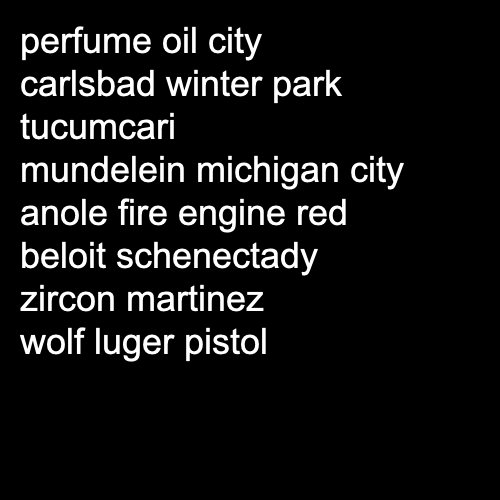 perfume oil city
carlsbad winter park
tucumcari
mundelein michigan city
anole fire engine red
beloit schenectady
zircon martinez
wolf luger pistol